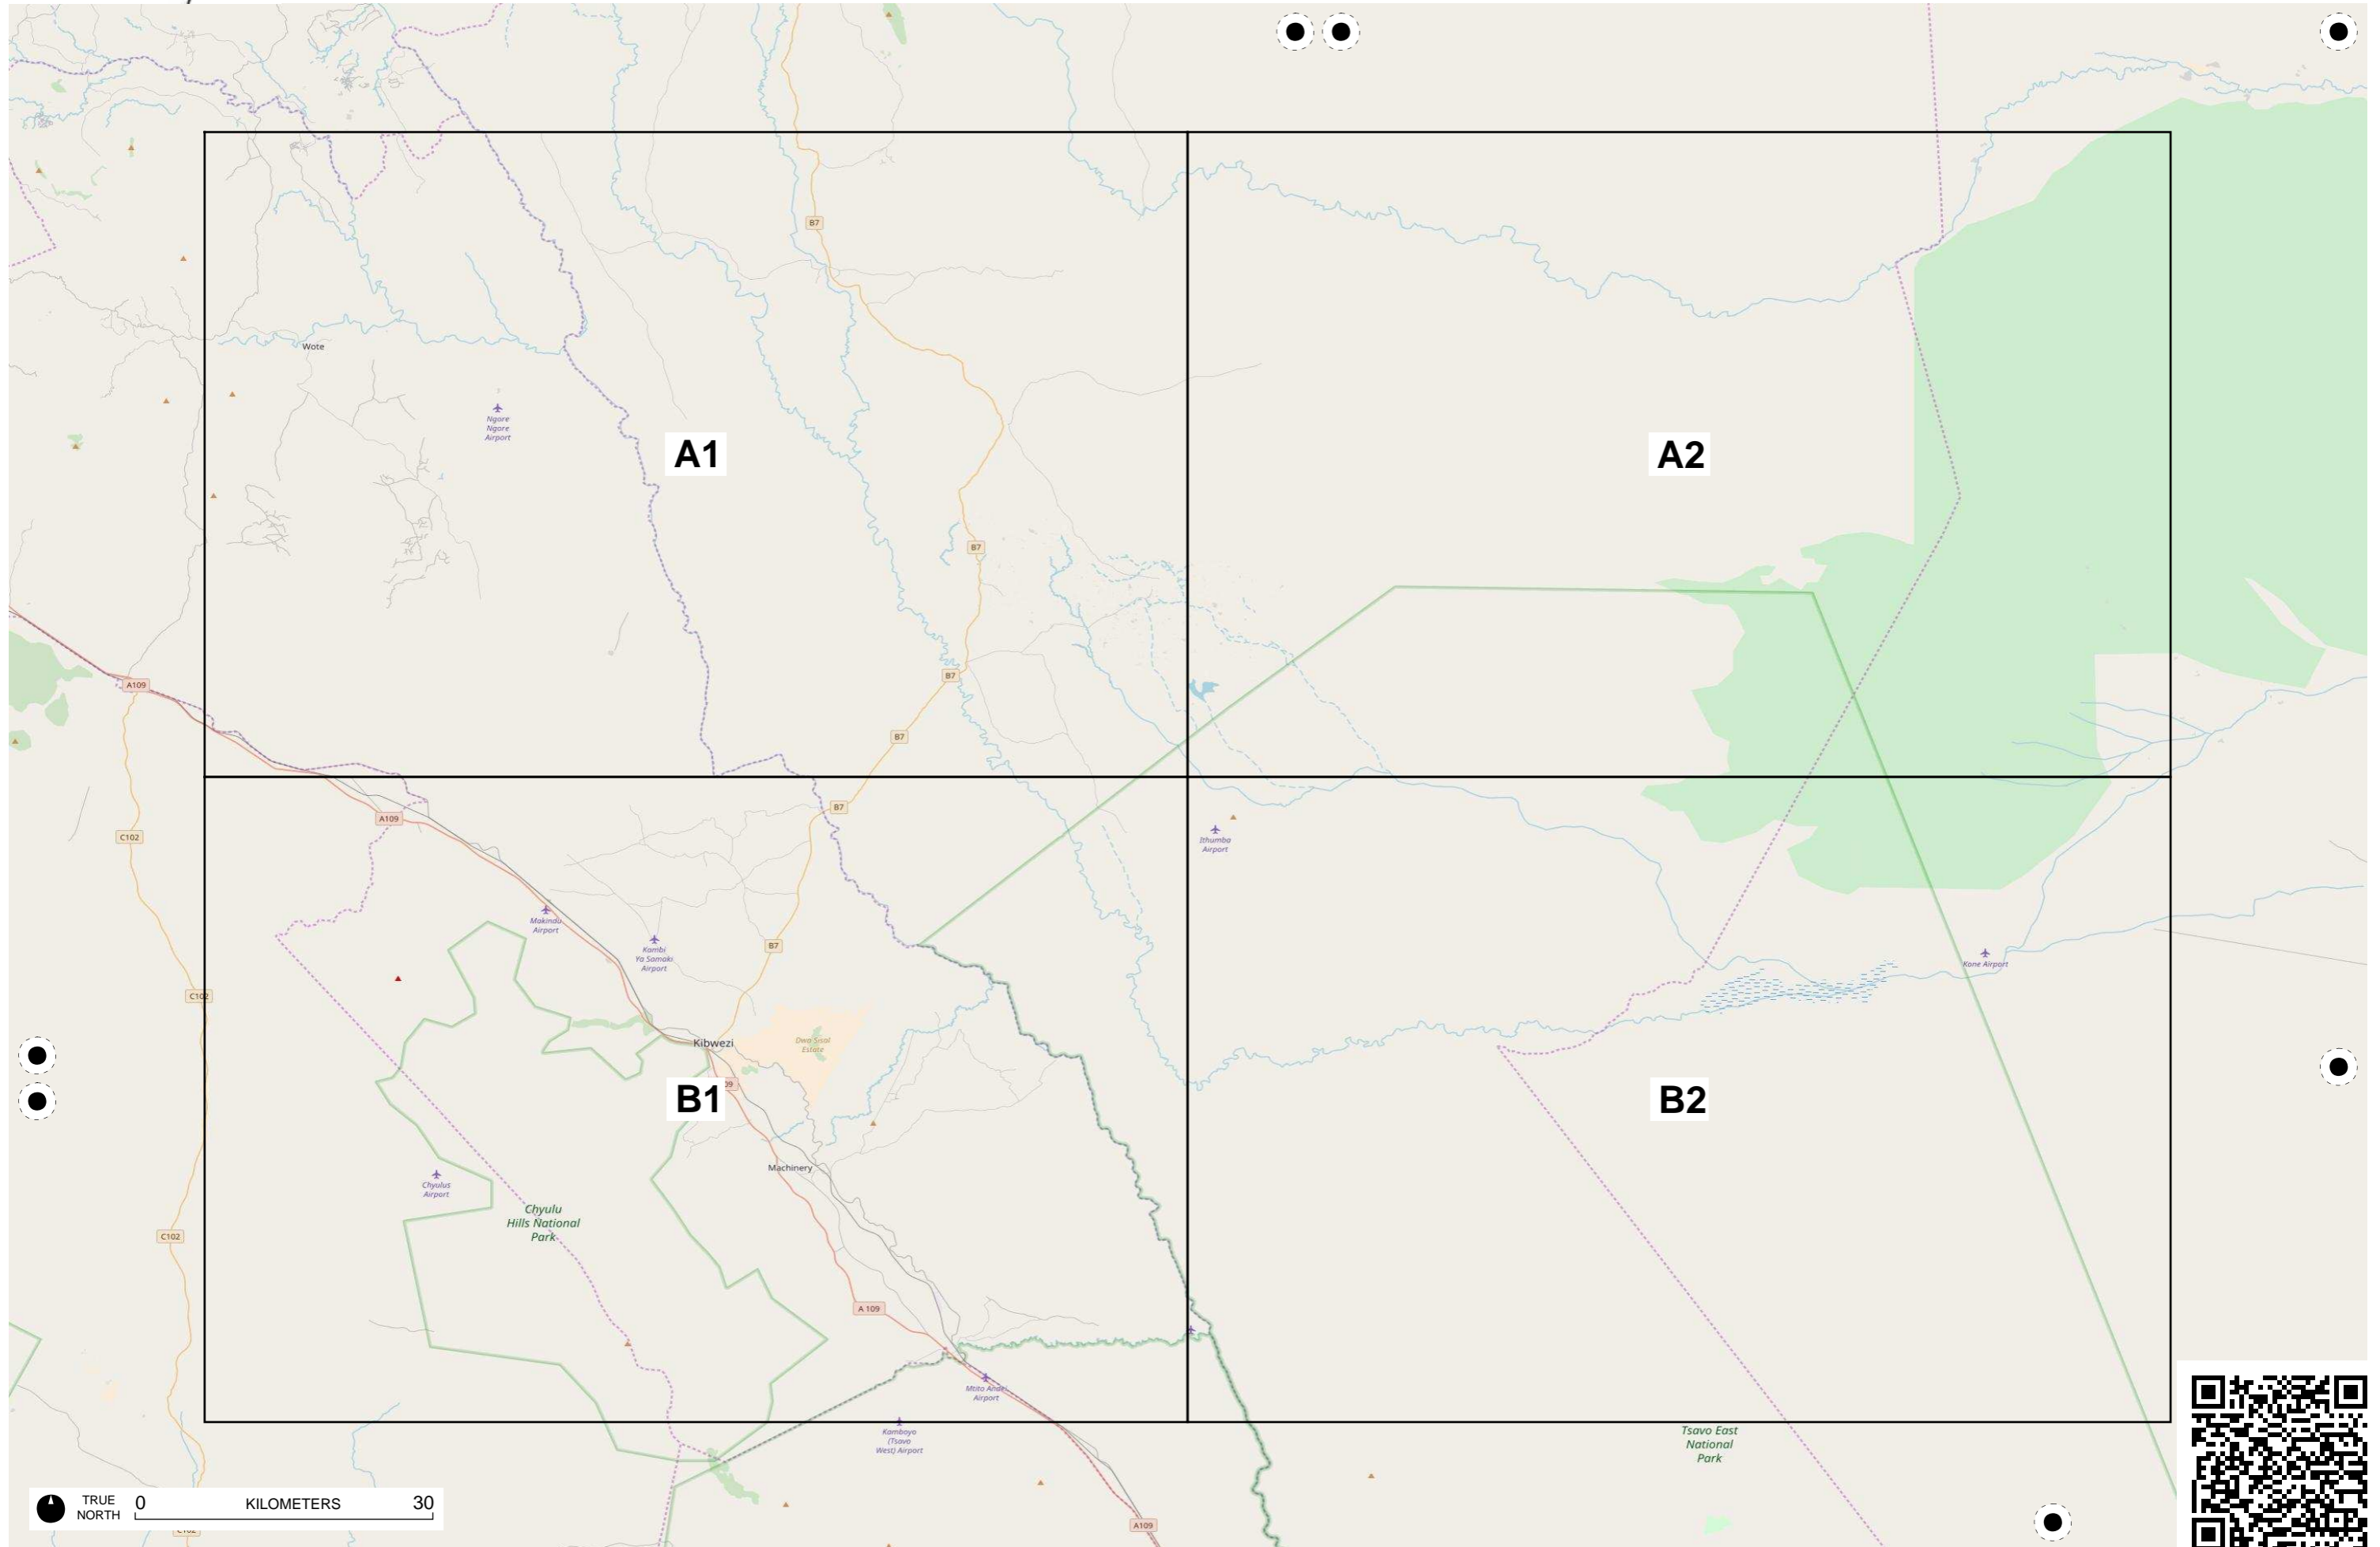 B7
Wote
Ngore
Ngore
Airport
A1
A2
B7
B7
A109
B7
B7
A109
C102
Ithumba
Airport
Makindu
Airport
Kambi
Ya Samaki
Airport
B7
Kane Airport
C102
Kibwezi
Dwa Sisal
Estate
09
B1
B2
Machinery
Chyulus
Airport
Chyulu
Hills National
Park
C102
A 109
Mtito Andei
Airport
Kamboyo
(Tsavo
West) Airport
Tsavo East
National
Park
TRUE
NORTH
0 KILOMETERS 30
C102
A109